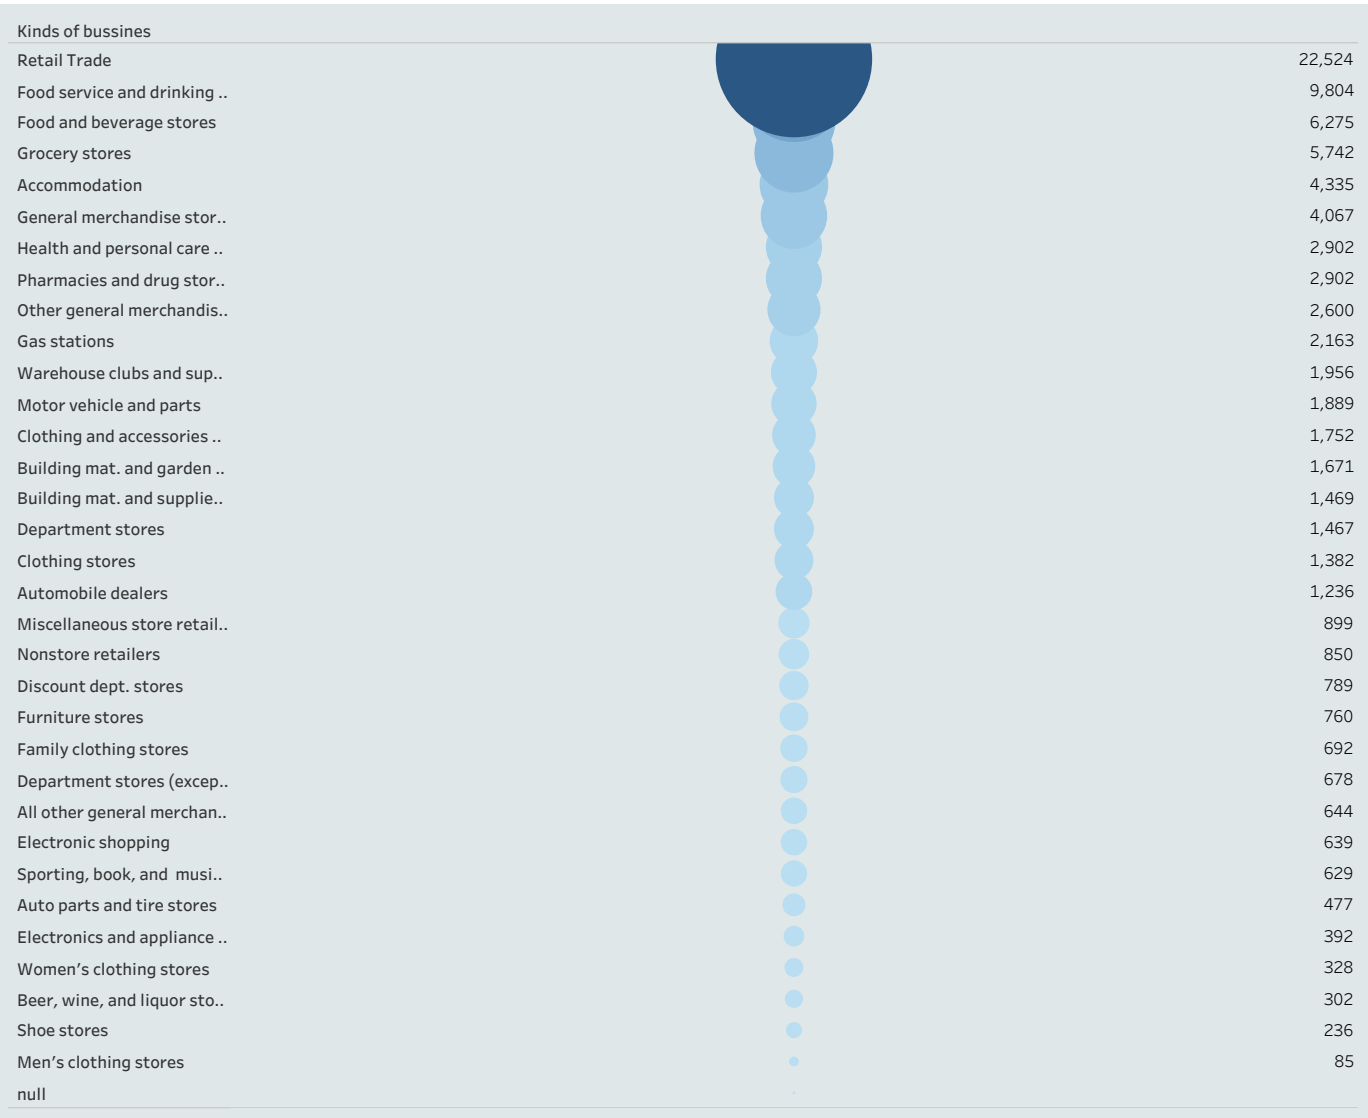 Kinds of bussines
Retail Trade 22,524
Food service and drinking .. 9,804
Food and beverage stores 6,275
Grocery stores 5,742
Accommodation 4,335
General merchandise stor.. 4,067
Health and personal care .. 2,902
Pharmacies and drug stor.. 2,902
Other general merchandis.. 2,600
Gas stations 2,163
Warehouse clubs and sup.. 1,956
Motor vehicle and parts 1,889
Clothing and accessories .. 1,752
Building mat. and garden .. 1,671
Building mat. and supplie.. 1,469
Department stores 1,467
Clothing stores 1,382
Automobile dealers 1,236
Miscellaneous store retail.. 899
Nonstore retailers 850
Discount dept. stores 789
Furniture stores 760
Family clothing stores 692
Department stores (excep.. 678
All other general merchan.. 644
Electronic shopping 639
Sporting, book, and  musi.. 629
Auto parts and tire stores 477
Electronics and appliance .. 392
Women’s clothing stores 328
Beer, wine, and liquor sto.. 302
Shoe stores 236
Men’s clothing stores 85
null